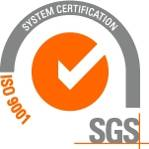 SYSTEM CERTIFICATION
ISO 9001
SGS